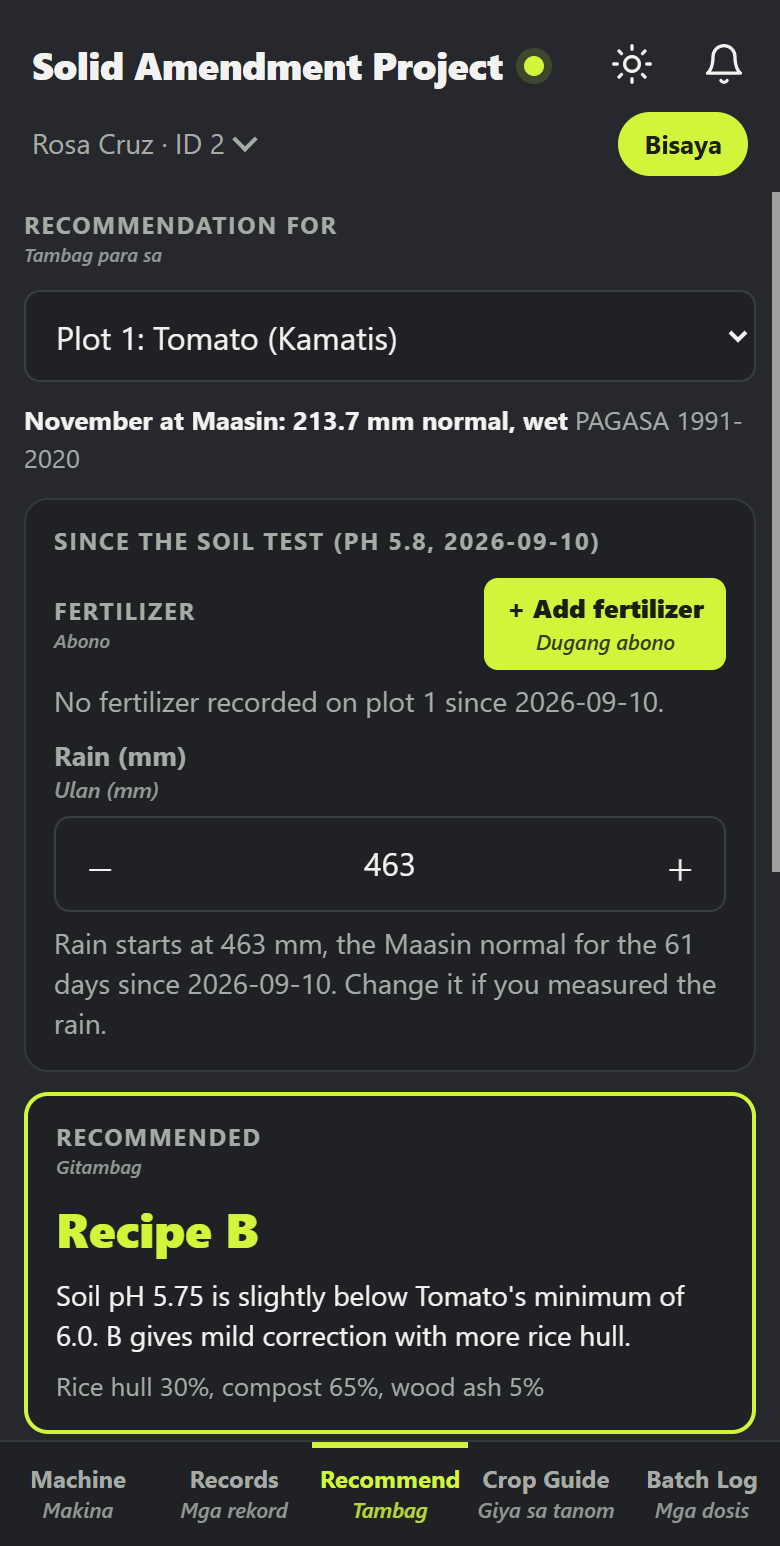 Solid Amendment Project
Rosa Cruz · ID 2
Bisaya
RECOMMENDATION FOR
Tambag para sa
Plot 1: Tomato (Kamatis)
November at Maasin: 213.7 mm normal, wet PAGASA 1991-
2020
SINCE THE SOIL TEST (PH 5.8, 2026-09-10)
FERTILIZER
Abono
+ Add fertilizer
Dugang abono
No fertilizer recorded on plot 1 since 2026-09-10.
Rain (mm)
Ulan (mm)
– 463 +
Rain starts at 463 mm, the Maasin normal for the 61
days since 2026-09-10. Change it if you measured the
rain.
RECOMMENDED
Gitambag
Recipe B
Soil pH 5.75 is slightly below Tomato's minimum of
6.0. B gives mild correction with more rice hull.
Rice hull 30%, compost 65%, wood ash 5%
Machine Records Recommend Crop Guide Batch Log
Makina Mga rekord Tambag Giya sa tanom Mga dosis